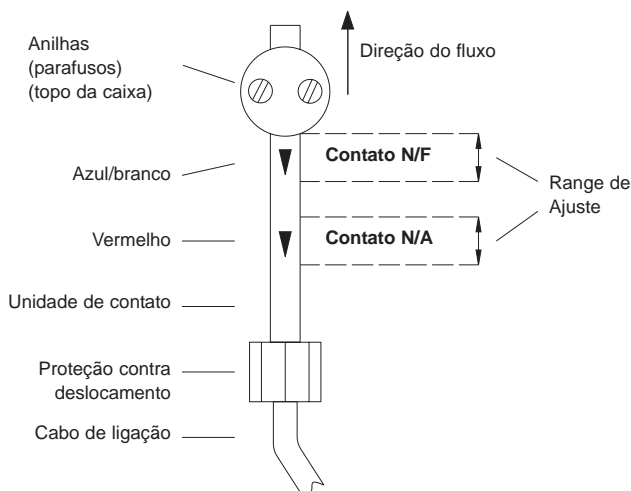 Anilhas
(parafusos)
(topo da caixa)
Direção do fluxo
Contato N/F
Azul/branco
Range de
Ajuste
Contato N/A
Vermelho
Unidade de contato
Proteção contra
deslocamento
Cabo de ligação